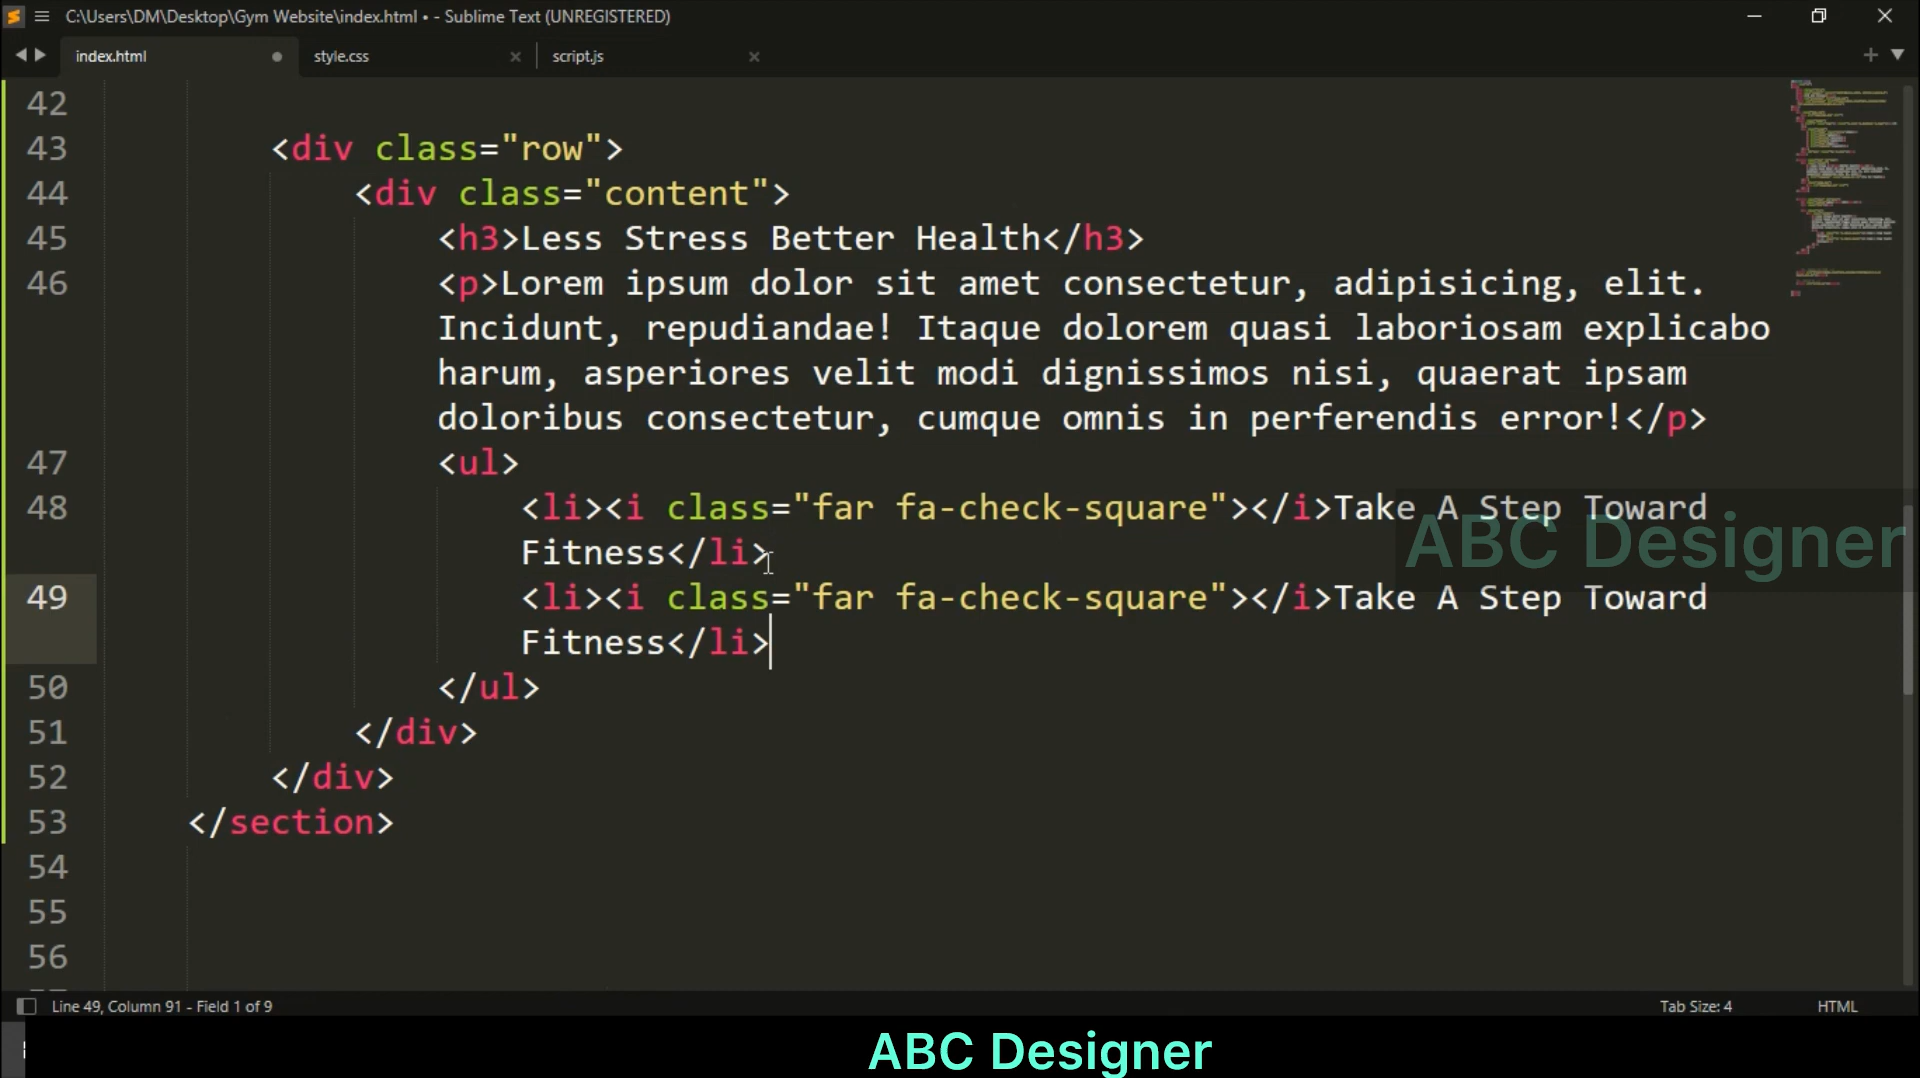 C:\Users\DM\Desktop\Gym Website\index.html • - Sublime Text (UNREGISTERED)
index.html
style.css
script.js
42
43 <div class="row">
44 <div class="content">
45 <h3>Less Stress Better Health</h3>
46 <p>Lorem ipsum dolor sit amet consectetur, adipisicing, elit.
Incidunt, repudiandae! Itaque dolorem quasi laboriosam explicabo
harum, asperiores velit modi dignissimos nisi, quaerat ipsam
doloribus consectetur, cumque omnis in perferendis error!</p>
47 <ul>
48 <li><i class="far fa-check-square"></i>Take A Step Toward
ABC Designer
Fitness</li>
49 <li><i class="far fa-check-square"></i>Take A Step Toward
Fitness</li>
50 </ul>
51 </div>
52 </div>
53 </section>
54
55
56
Line 49, Column 91 - Field 1 of 9
Tab Size: 4
HTML
ABC Designer